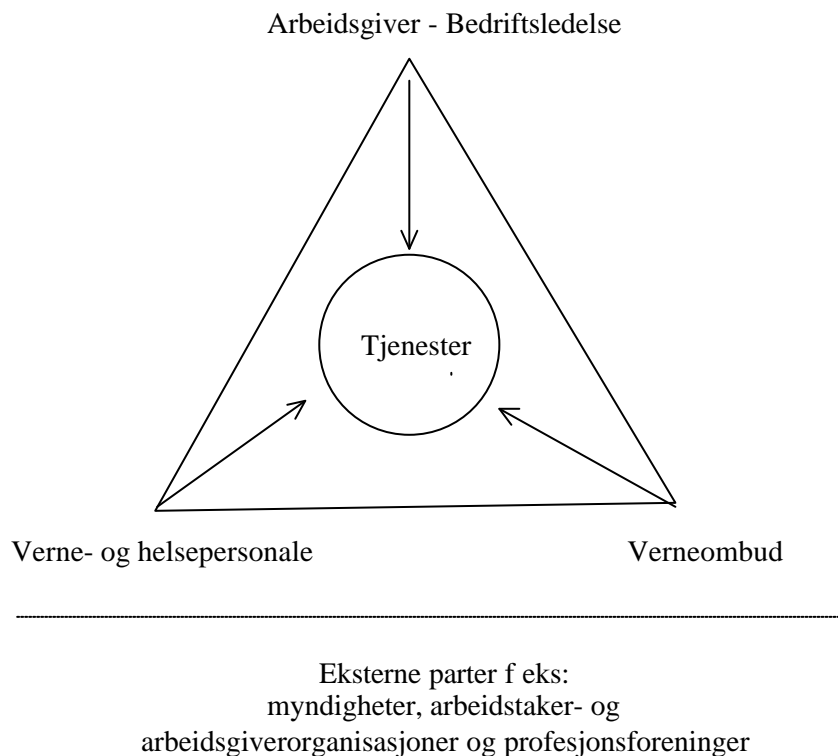 Arbeidsgiver - Bedriftsledelse
Tjenester
Verne- og helsepersonale
Verneombud
Eksterne parter f eks:
myndigheter, arbeidstaker- og
arbeidsgiverorganisasjoner og profesjonsforeninger